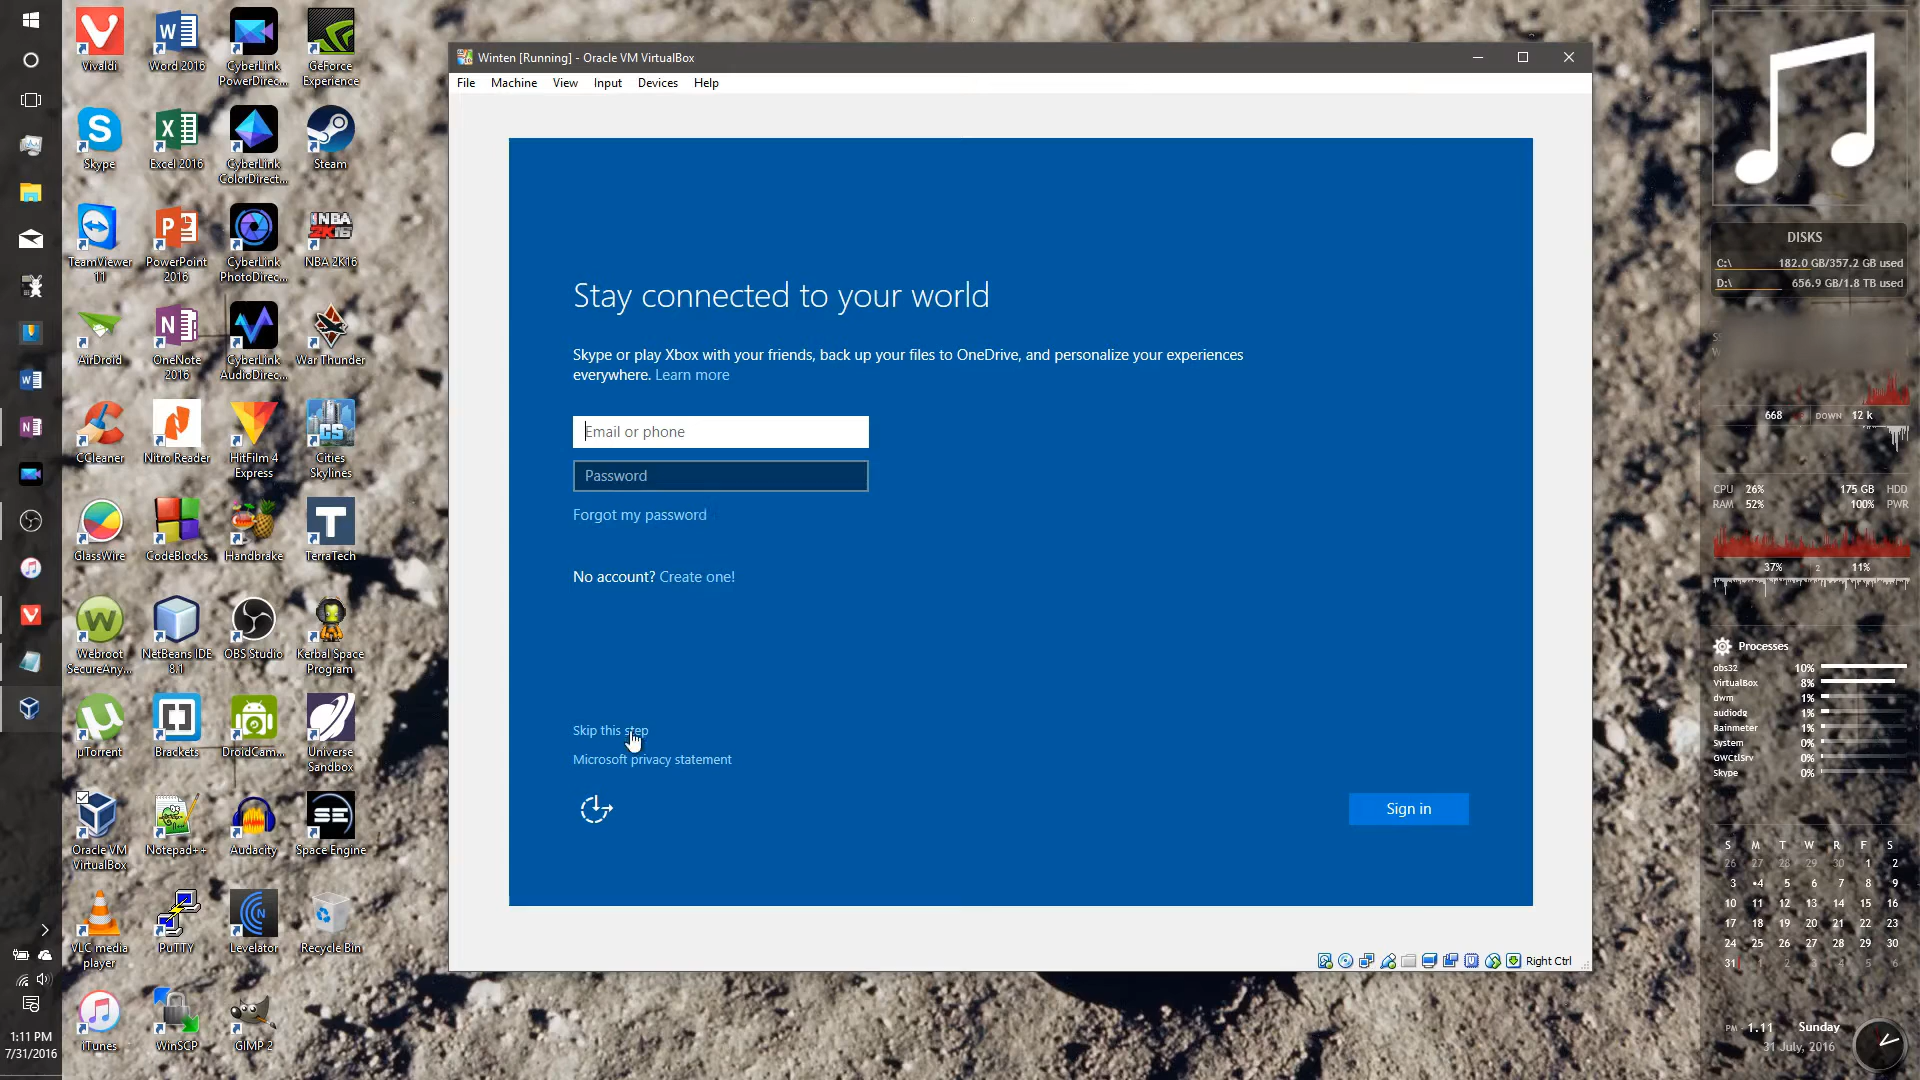 Vivaldi
Word 2016
CyberLink
PowerDirec...
GeForce
Experience
Skype
Excel 2016
CyberLink
ColorDirect...
Steam
TeamViewer
11
PowerPoint
2016
CyberLink
PhotoDirec...
NBA
2K16
NBA 2K16
AirDroid
OneNote
2016
CyberLink
AudioDirec...
War Thunder
CCleaner
Nitro Reader
HitFilm 4
Express
Cities
Skylines
GlassWire
CodeBlocks
Handbrake
TerraTech
Webroot
SecureAny...
NetBeans IDE
8.1
OBS Studio
Kerbal Space
Program
µTorrent
Brackets
DroidCam...
Universe
Sandbox
Oracle VM
VirtualBox
Notepad++
Audacity
Space Engine
VLC media
player
PuTTY
Levelator
Recycle Bin
iTunes
WinSCP
GIMP 2
1:11 PM
7/31/2016
Winten [Running] - Oracle VM VirtualBox
File Machine View Input Devices Help
Stay connected to your world
Skype or play Xbox with your friends, back up your files to OneDrive, and personalize your experiences
everywhere. Learn more
Email or phone
Password
Forgot my password
No account? Create one!
Skip this step
Microsoft privacy statement
Sign in
Right Ctrl
DISKS
C:\ 182.0 GB/357.2 GB used
D:\ 656.9 GB/1.8 TB used
668 DOWN 12 k
CPU 26% 175 GB HDD
RAM 52% 100% PWR
37% 2 11%
Processes
obs32 10%
VirtualBox 8%
dwm 1%
audiodg 1%
Rainmeter 1%
System 0%
GWCtlSrv 0%
Skype 0%
S M T W R F S
26 27 28 29 30 1 2
3 •4 5 6 7 8 9
10 11 12 13 14 15 16
17 18 19 20 21 22 23
24 25 26 27 28 29 30
31 1 2 3 4 5 6
PM 1.11 Sunday
31 July, 2016